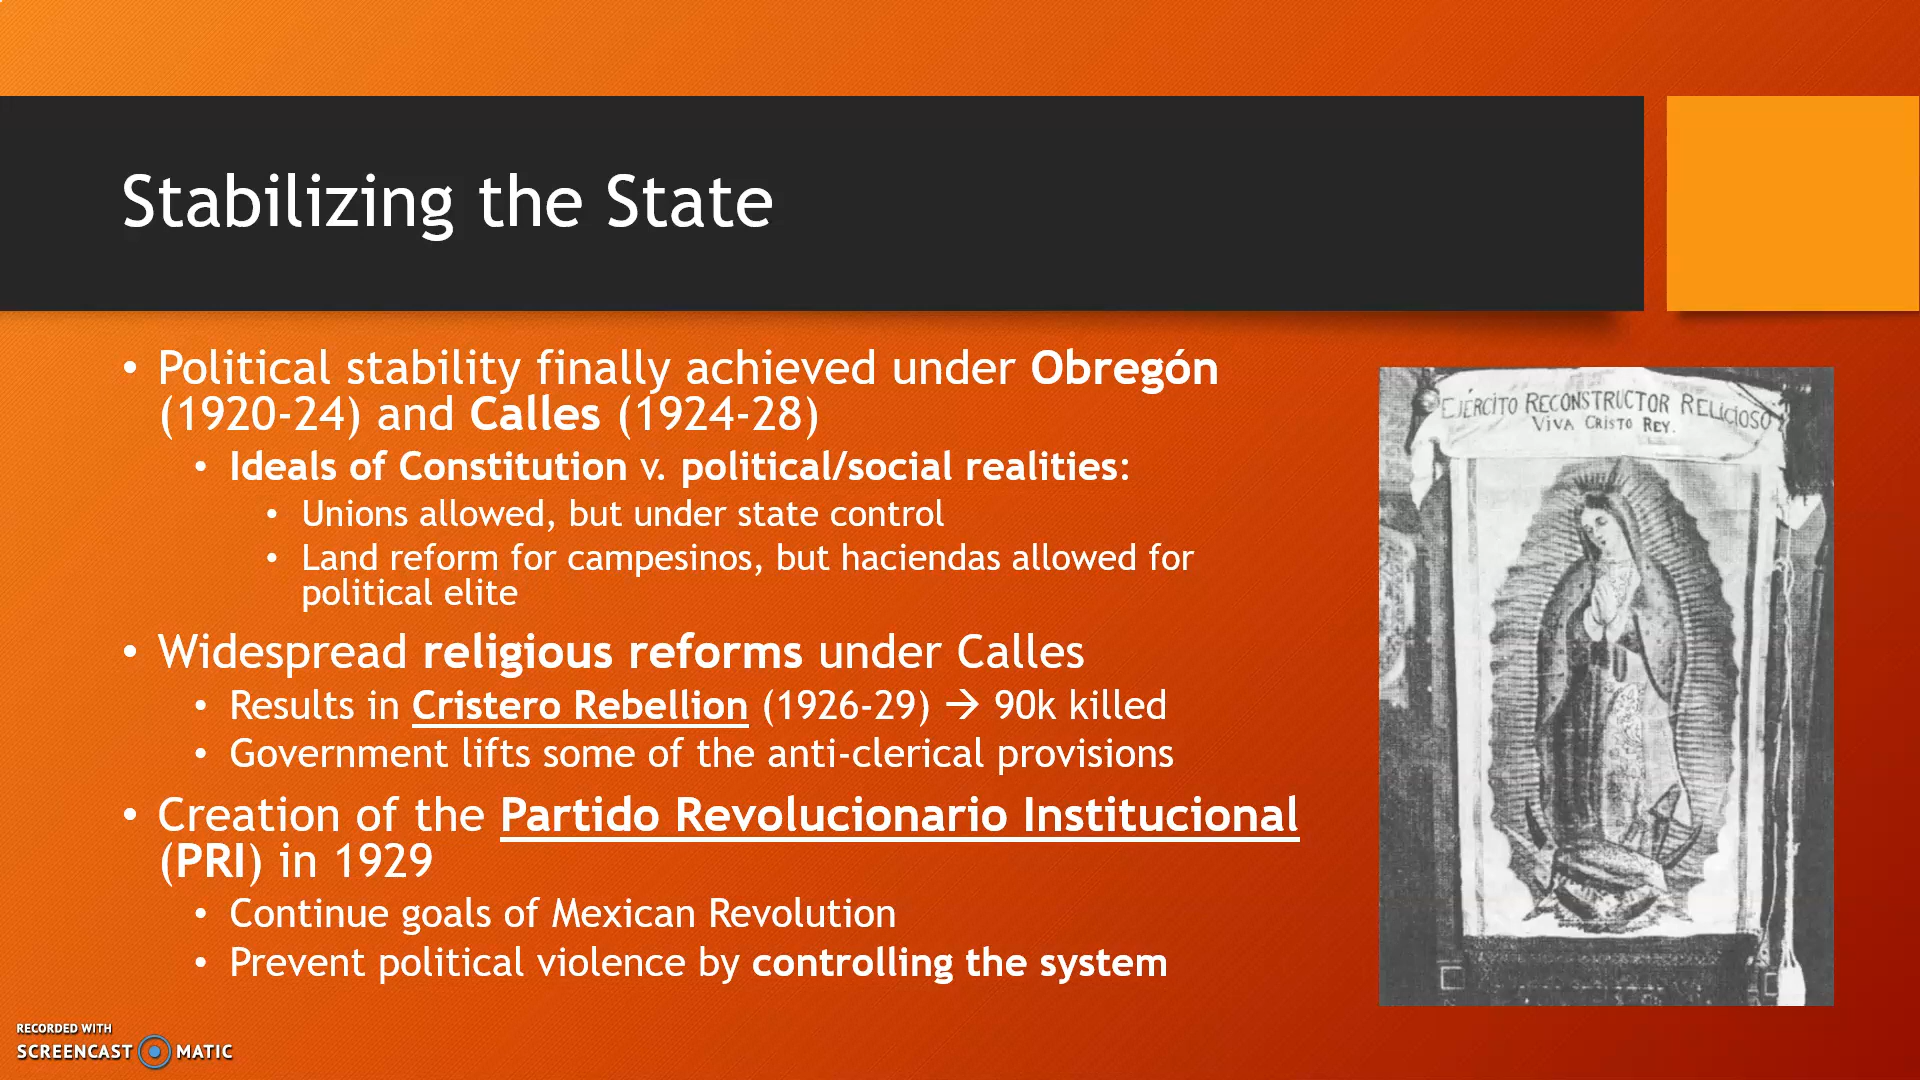 Stabilizing the State
• Political stability finally achieved under Obregón
(1920-24) and Calles (1924-28)
• Ideals of Constitution v. political/social realities:
• Unions allowed, but under state control
• Land reform for campesinos, but haciendas allowed for
political elite
• Widespread religious reforms under Calles
• Results in Cristero Rebellion (1926-29) → 90k killed
• Government lifts some of the anti-clerical provisions
• Creation of the Partido Revolucionario Institucional
(PRI) in 1929
• Continue goals of Mexican Revolution
• Prevent political violence by controlling the system
EJÉRCITO RECONSTRUCTOR RELIGIOSO
VIVA CRISTO REY.
RECORDED WITH
SCREENCAST MATIC